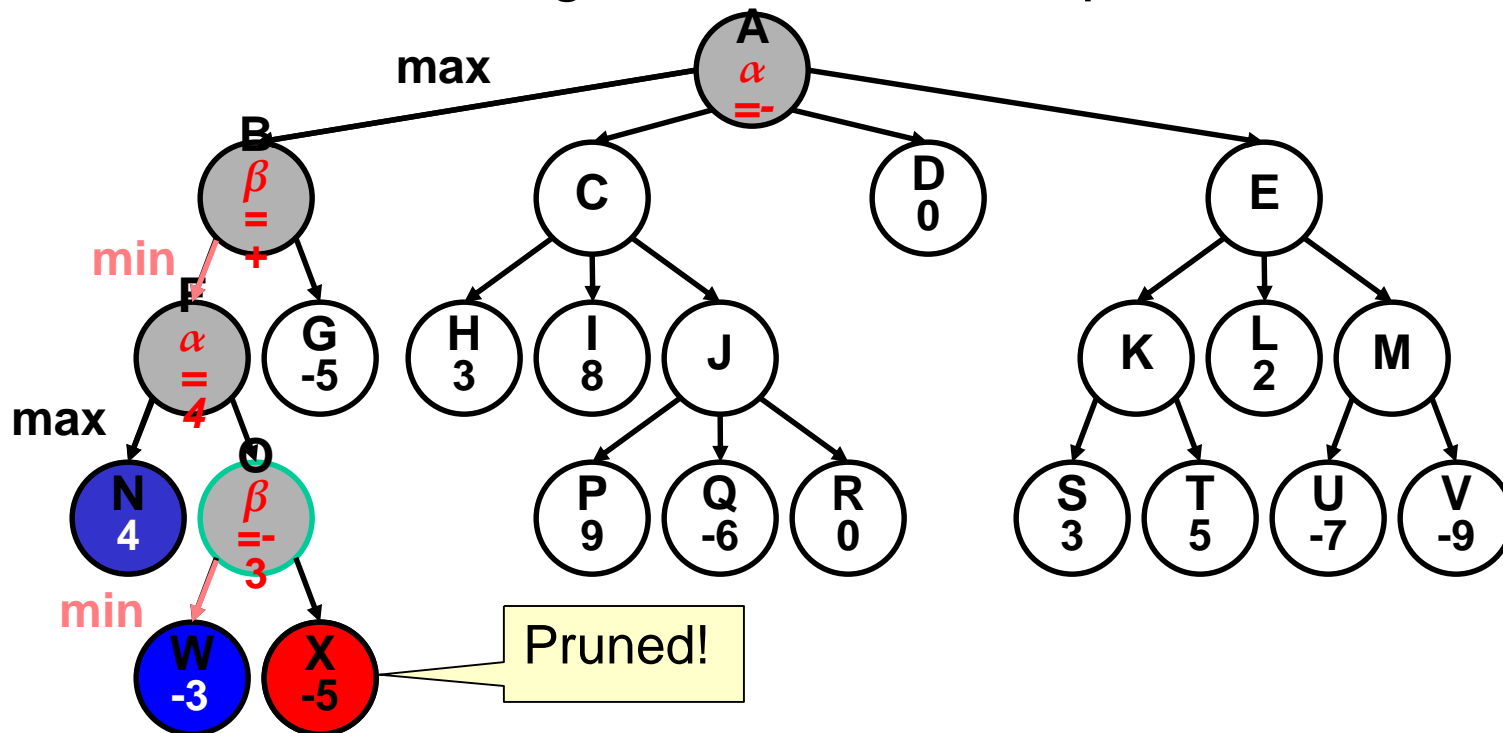 A
α
=-
max
B
β
=
+
C
D
0
E
min
F
α
=
4
G
-5
H
3
I
8
J
K
L
2
M
max
N
4
O
β
=-
3
P
9
Q
-6
R
0
S
3
T
5
U
-7
V
-9
min
W
-3
X
-5
Pruned!